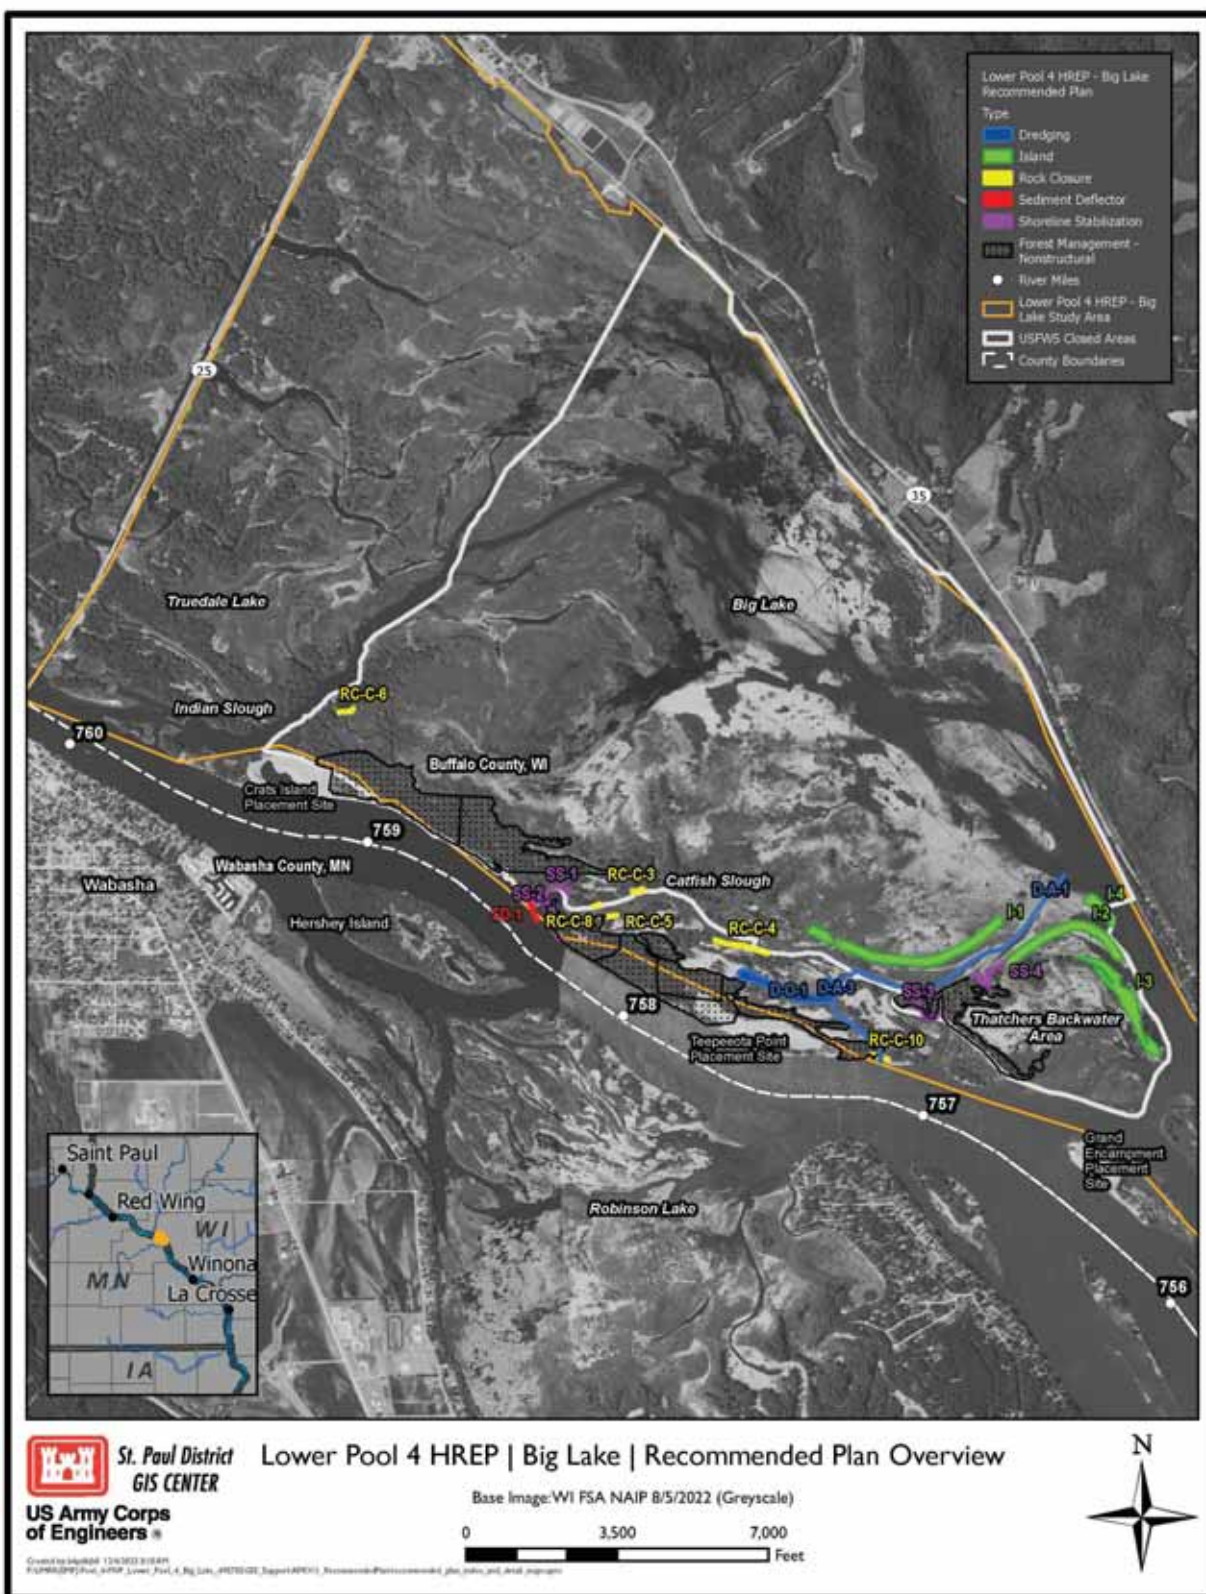 Lower Pool 4 HREP - Big Lake
Recommended Plan
Type
Dredging
Island
Rock Closure
Sediment Deflector
Shoreline Stabilization
Forest Management -
Nonstructural
River Miles
Lower Pool 4 HREP - Big
Lake Study Area
USFWS Closed Areas
County Boundaries
25
35
Truedale Lake
Big Lake
RC-C-6
Indian Slough
760
Buffalo County, WI
Crats Island
Placement Site
759
Wabasha County, MN
Wabasha
SS-1
RC-C-3
Catfish Slough
SS-2
D-A-1
I-4
SD-1
RC-C-8
RC-C-5
I-1
I-2
Hershey Island
RC-C-4
SS-4
I-3
D-O-1
D-A-3
SS-3
758
Thatchers Backwater
Area
Teepeeota Point
Placement Site
RC-C-10
757
Grand
Encampment
Placement
Site
Robinson Lake
756
Saint Paul
Red Wing
WI
MN
Winona
La Crosse
IA
St. Paul District
GIS CENTER
US Army Corps
of Engineers ®
Lower Pool 4 HREP | Big Lake | Recommended Plan Overview
Base Image: WI FSA NAIP 8/5/2022 (Greyscale)
0 3,500 7,000
Feet
N